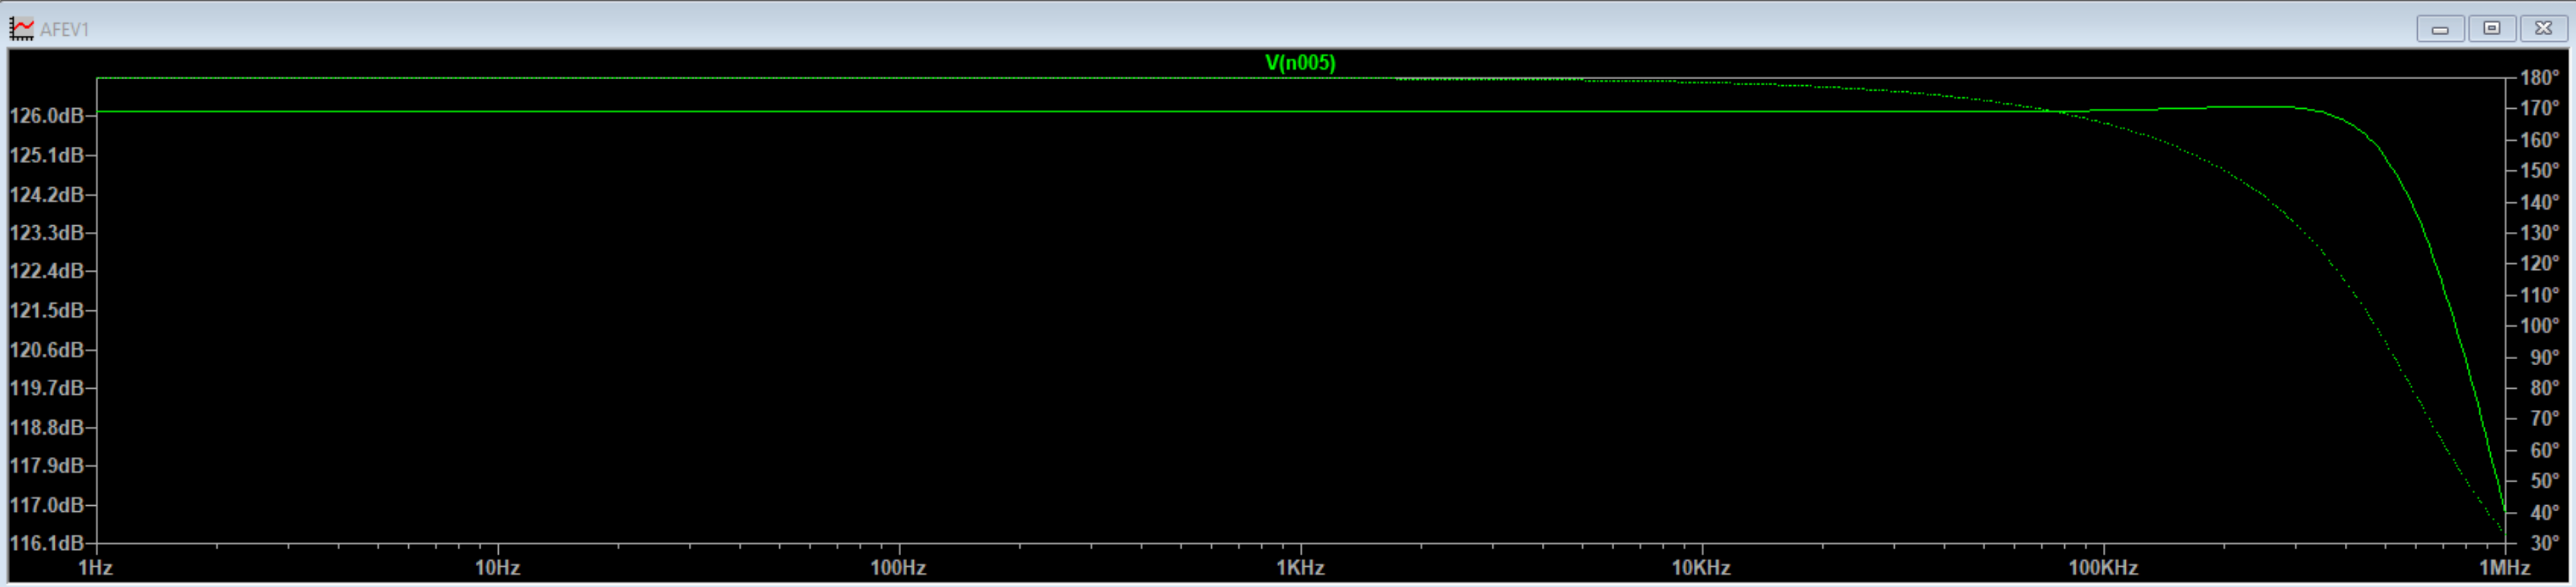 AFEV1
V(n005)
126.0dB
125.1dB
124.2dB
123.3dB
122.4dB
121.5dB
120.6dB
119.7dB
118.8dB
117.9dB
117.0dB
116.1dB
180°
170°
160°
150°
140°
130°
120°
110°
100°
90°
80°
70°
60°
50°
40°
30°
1Hz 10Hz 100Hz 1KHz 10KHz 100KHz 1MHz